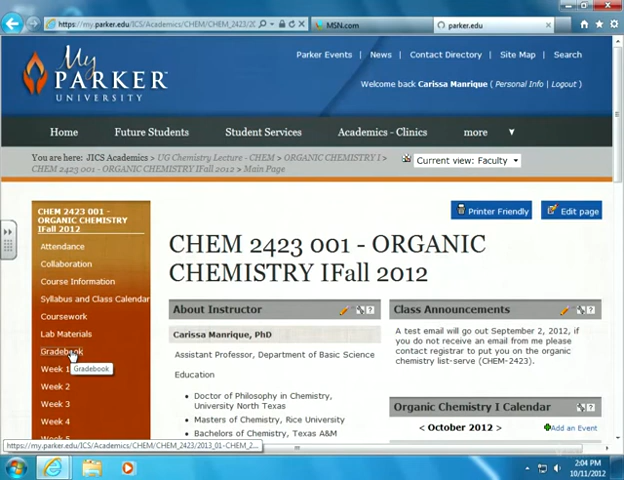 https://my.parker.edu/ICS/Academics/CHEM/CHEM_2423/20
MSN.com
parker.edu
My
PARKER
UNIVERSITY
Parker Events | News | Contact Directory | Site Map | Search
Welcome back Carissa Manrique ( Personal Info | Logout )
Home
Future Students
Student Services
Academics - Clinics
more
You are here: JICS Academics > UG Chemistry Lecture - CHEM > ORGANIC CHEMISTRY I >
CHEM 2423 001 - ORGANIC CHEMISTRY IFall 2012 > Main Page
Current view: Faculty
CHEM 2423 001 -
ORGANIC CHEMISTRY
IFall 2012
Attendance
Collaboration
Course Information
Syllabus and Class Calendar
Coursework
Lab Materials
Gradebook
Gradebook
Week 1
Week 2
Week 3
Week 4
Printer Friendly
Edit page
CHEM 2423 001 - ORGANIC
CHEMISTRY IFall 2012
About Instructor
Carissa Manrique, PhD
Assistant Professor, Department of Basic Science
Education
• Doctor of Philosophy in Chemistry,
University North Texas
• Masters of Chemistry, Rice University
• Bachelors of Chemistry, Texas A&M
Class Announcements
A test email will go out September 2, 2012, if
you do not receive an email from me please
contact registrar to put you on the organic
chemistry list-serve (CHEM-2423).
Organic Chemistry I Calendar
< October 2012 >
Add an Event
https://my.parker.edu/ICS/Academics/CHEM/CHEM_2423/2013_01-CHEM_2...
2:04 PM
10/11/2012